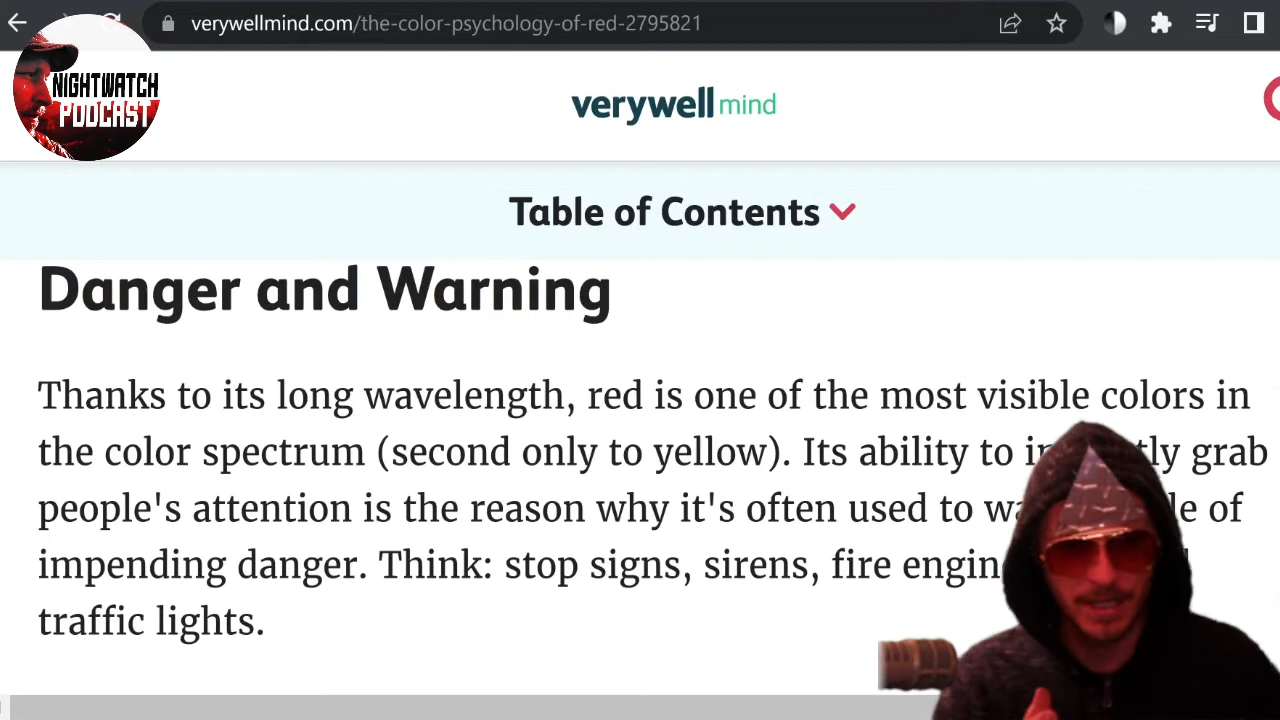 verywellmind.com/the-color-psychology-of-red-2795821
NIGHTWATCH
PODCAST
verywell mind
Table of Contents
Danger and Warning
Thanks to its long wavelength, red is one of the most visible colors in
the color spectrum (second only to yellow). Its ability to grab
people's attention is the reason why it's often used to of
impending danger. Think: stop signs, sirens, fire
traffic lights.